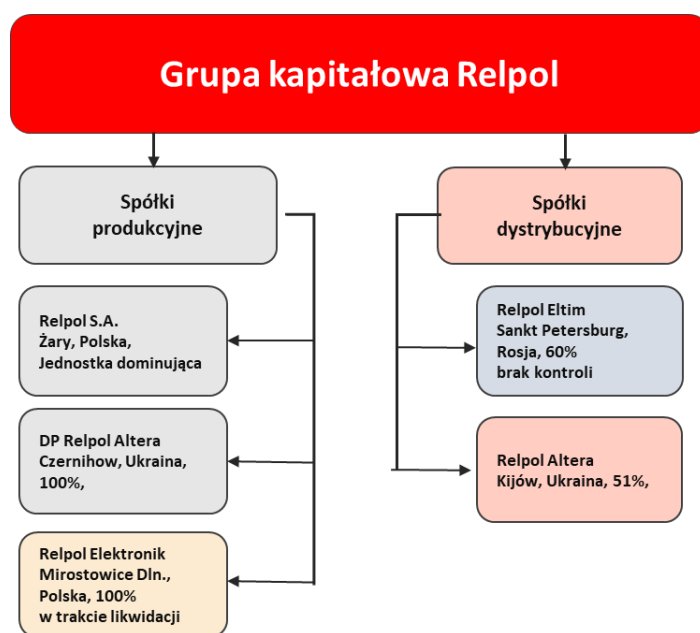 Grupa kapitałowa Relpol
Spółki
produkcyjne
Spółki
dystrybucyjne
Relpol S.A.
Żary, Polska,
Jednostka dominująca
DP Relpol Altera
Czernihow, Ukraina,
100%,
Relpol Elektronik
Mirostowice Dln.,
Polska, 100%
w trakcie likwidacji
Relpol Eltim
Sankt Petersburg,
Rosja, 60%
brak kontroli
Relpol Altera
Kijów, Ukraina, 51%,